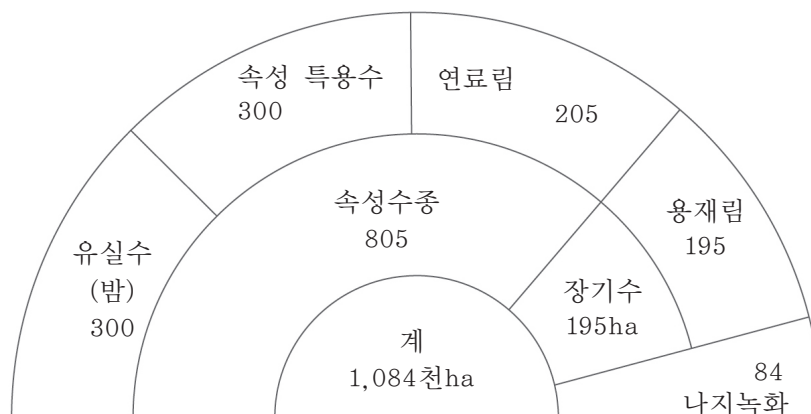 속성 특용수
300
연료림
205
용재림
195
유실수
(밤)
300
속성수종
805
장기수
195ha
계
1,084천ha
84
나지녹화